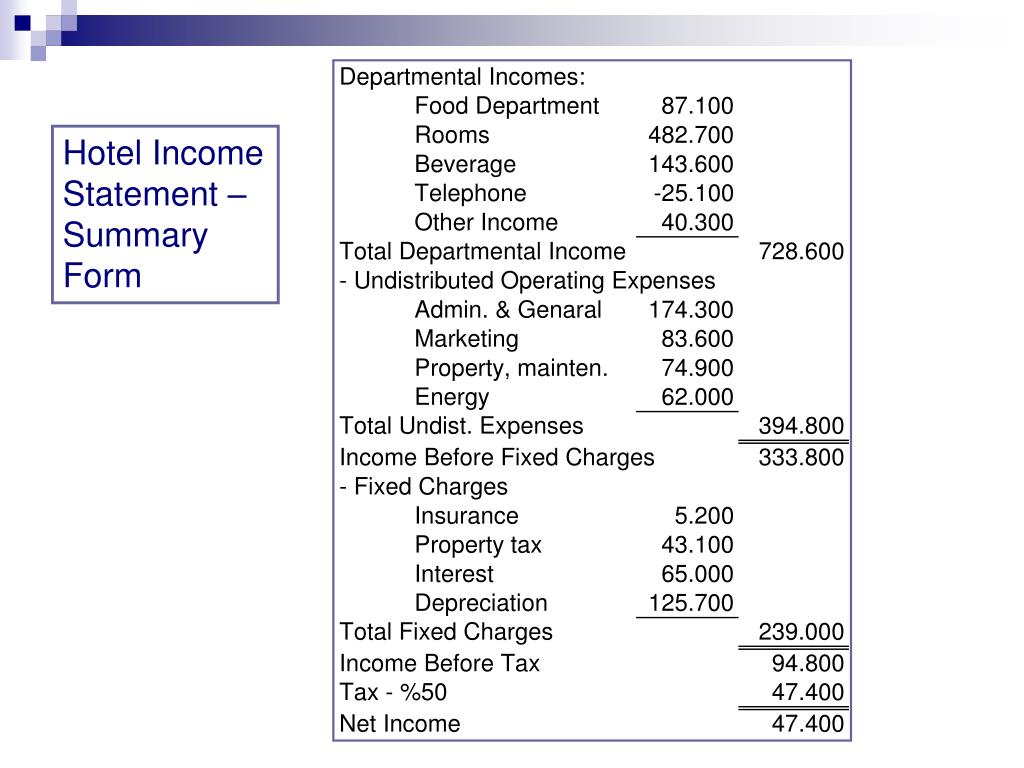 Hotel Income
Statement –
Summary
Form
Departmental Incomes:
Food Department 87.100
Rooms 482.700
Beverage 143.600
Telephone -25.100
Other Income 40.300
Total Departmental Income 728.600
- Undistributed Operating Expenses
Admin. & Genaral 174.300
Marketing 83.600
Property, mainten. 74.900
Energy 62.000
Total Undist. Expenses 394.800
Income Before Fixed Charges 333.800
- Fixed Charges
Insurance 5.200
Property tax 43.100
Interest 65.000
Depreciation 125.700
Total Fixed Charges 239.000
Income Before Tax 94.800
Tax - %50 47.400
Net Income 47.400